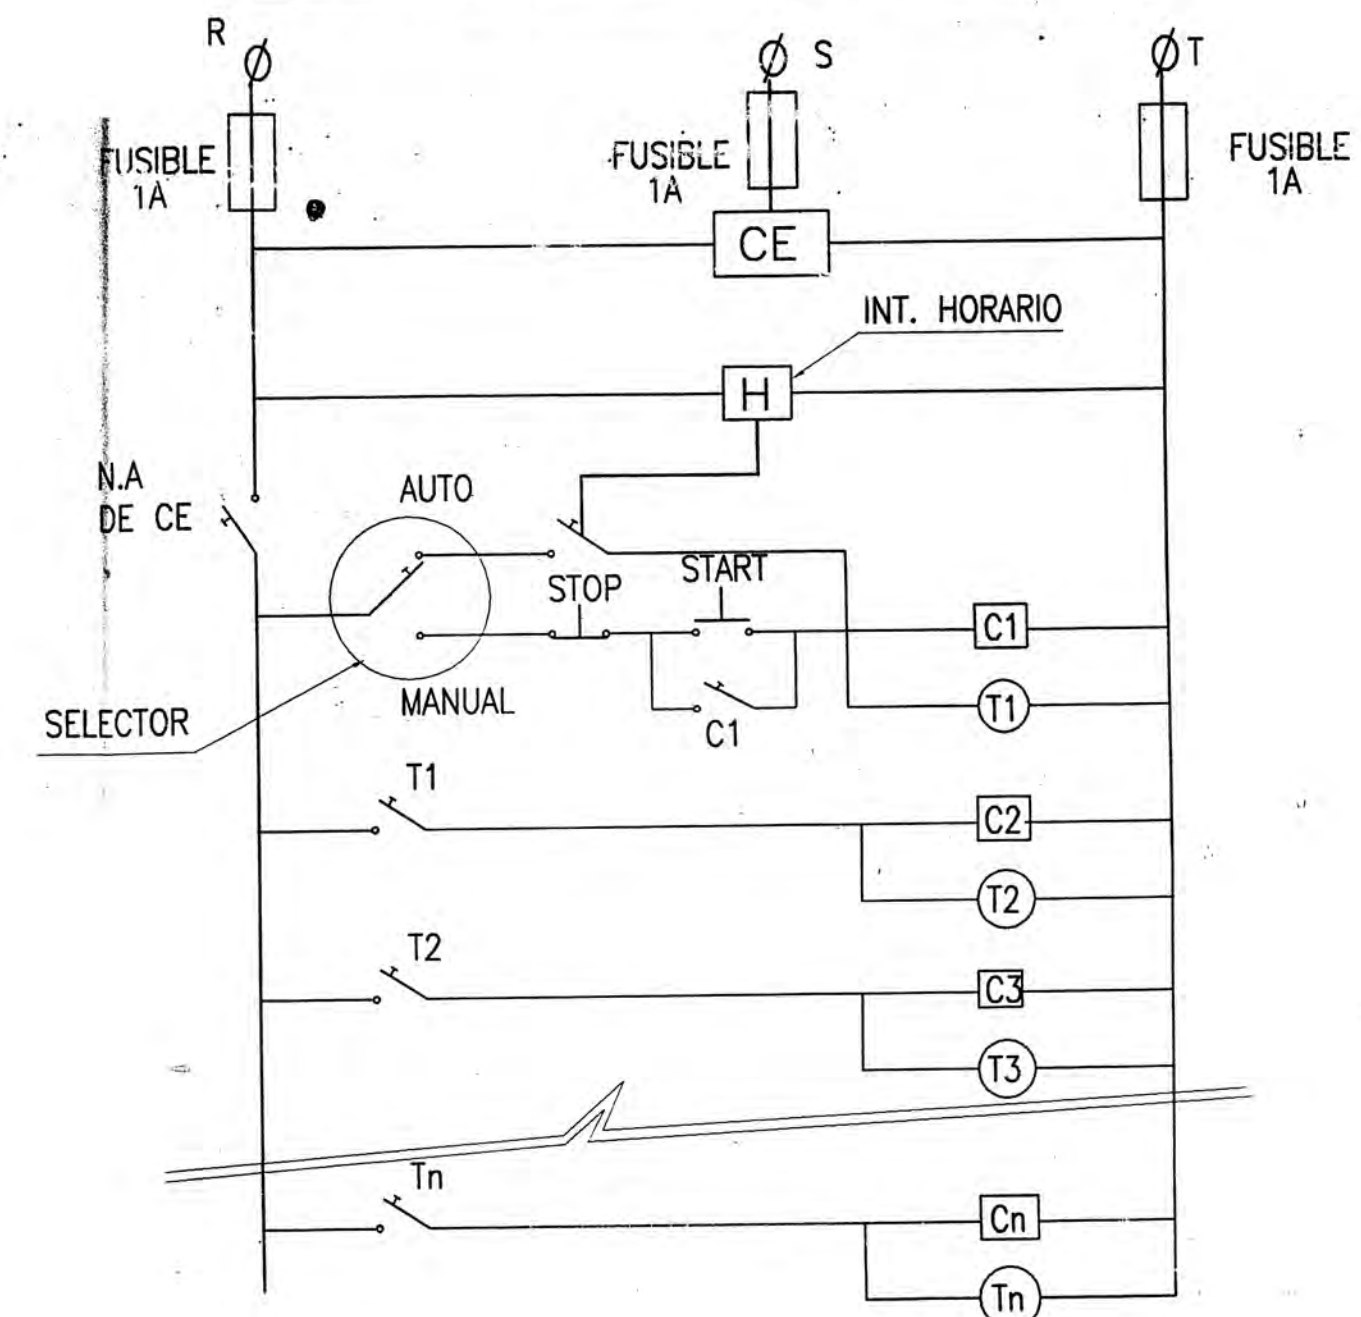 R
S
T
FUSIBLE
1A
FUSIBLE
1A
FUSIBLE
1A
CE
INT. HORARIO
H
N.A
DE CE
AUTO
STOP
START
C1
MANUAL
SELECTOR
C1
T1
T1
C2
T2
T2
C3
T3
Tn
Cn
Tn